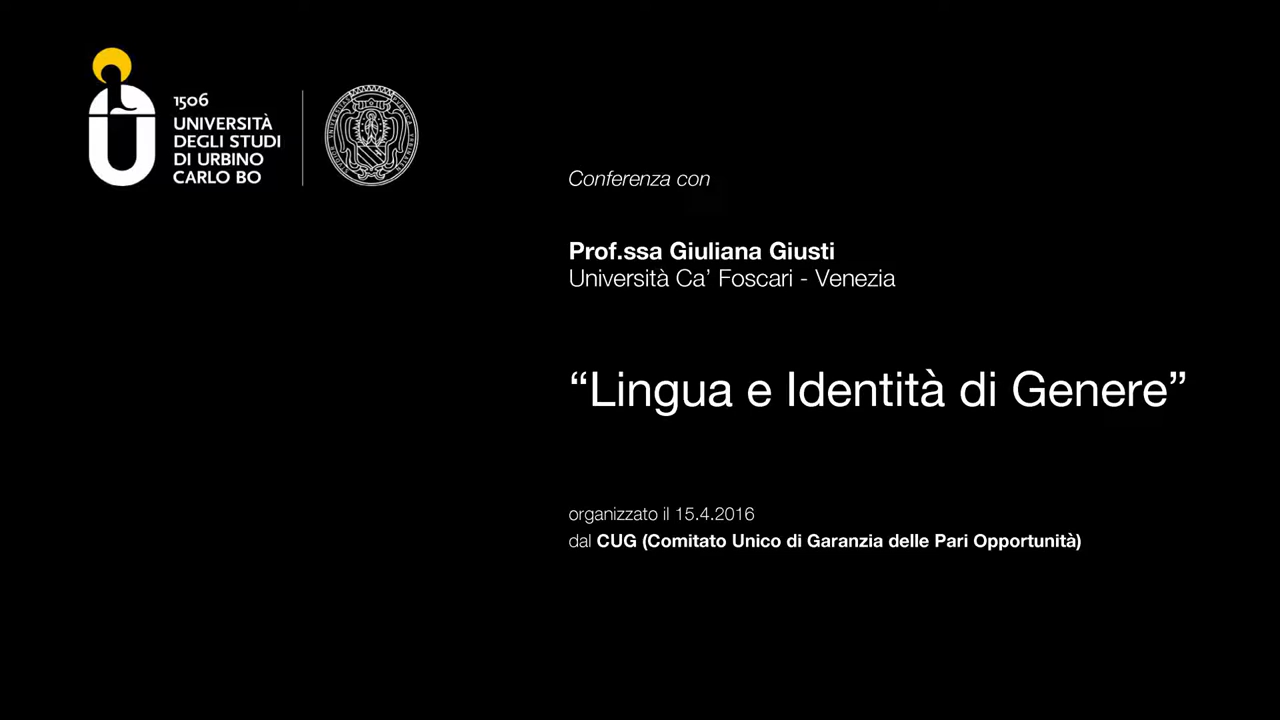 1506
UNIVERSITÀ
DEGLI STUDI
DI URBINO
CARLO BO
Conferenza con
Prof.ssa Giuliana Giusti
Università Ca’ Foscari - Venezia
“Lingua e Identità di Genere”
organizzato il 15.4.2016
dal CUG (Comitato Unico di Garanzia delle Pari Opportunità)